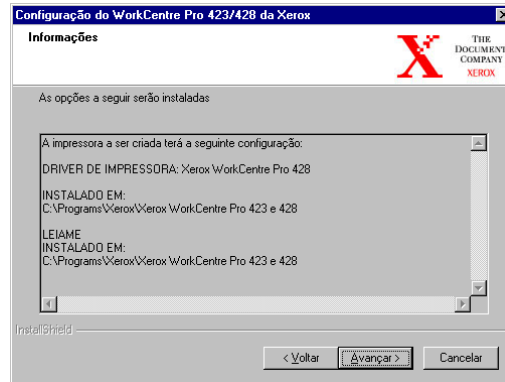 Configuração do WorkCentre Pro 423/428 da Xerox
Informações
THE
DOCUMENT
COMPANY
XEROX
As opções a seguir serão instaladas
A impressora a ser criada terá a seguinte configuração:
DRIVER DE IMPRESSORA: Xerox WorkCentre Pro 428
INSTALADO EM:
C:\Programs\Xerox\Xerox WorkCentre Pro 423 e 428
LEIAME
INSTALADO EM:
C:\Programs\Xerox\Xerox WorkCentre Pro 423 e 428
InstallShield
< Voltar
Avançar >
Cancelar